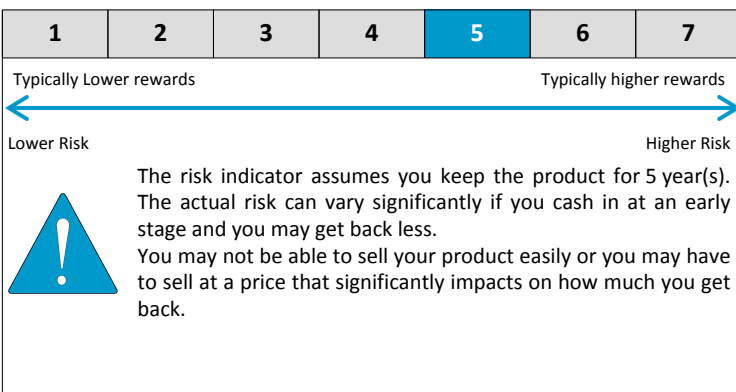 1 2 3 4 5 6 7
Typically Lower rewards Typically higher rewards
Lower Risk Higher Risk
The risk indicator assumes you keep the product for 5 year(s).
The actual risk can vary significantly if you cash in at an early
stage and you may get back less.
You may not be able to sell your product easily or you may have
to sell at a price that significantly impacts on how much you get
back.